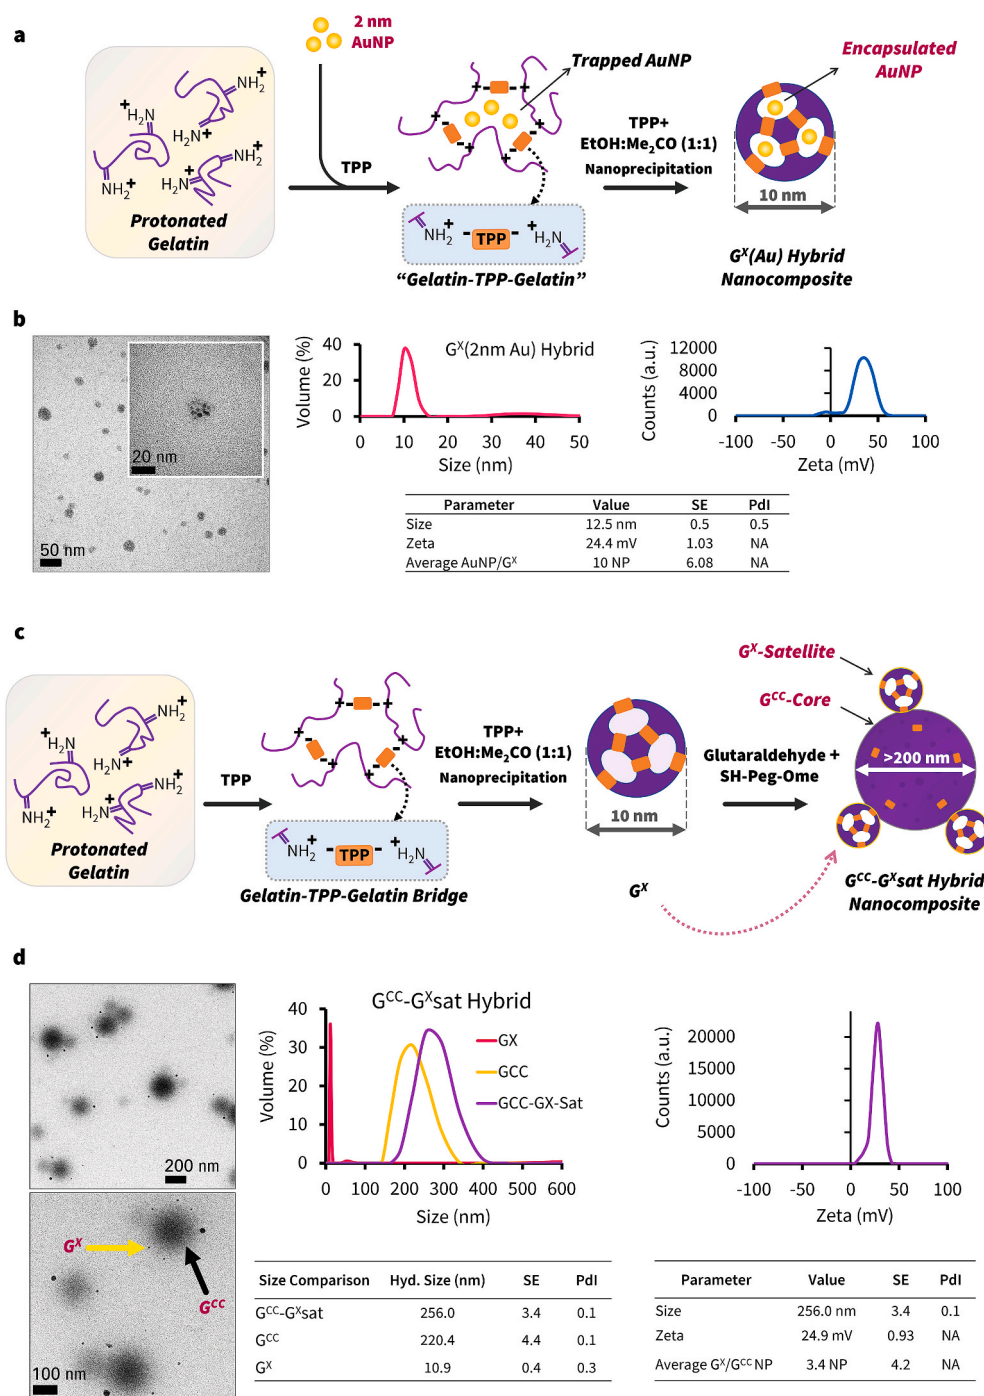 a
2 nm
AuNP
Trapped AuNP
Encapsulated
AuNP
+
NH2
+
H2N
H2N+
+
NH2
H2N+
NH2+
Protonated
Gelatin
TPP
TPP+
EtOH:Me2CO (1:1)
Nanoprecipitation
10 nm
+
NH2
- TPP -
+
H2N
“Gelatin-TPP-Gelatin”
GX(Au) Hybrid
Nanocomposite
b
20 nm
50 nm
GX(2nm Au) Hybrid
Volume (%)
40
20
0
0 10 20 30 40 50
Size (nm)
Counts (a.u.)
12000
8000
4000
0
-100 -50 0 50 100
Zeta (mV)
Parameter Value SE PdI
Size 12.5 nm 0.5 0.5
Zeta 24.4 mV 1.03 NA
Average AuNP/GX 10 NP 6.08 NA
c
GX-Satellite
GCC-Core
+
NH2
+
H2N
H2N+
+
NH2
H2N+
NH2+
Protonated
Gelatin
TPP
TPP+
EtOH:Me2CO (1:1)
Nanoprecipitation
10 nm
Glutaraldehyde +
SH-Peg-Ome
>200 nm
+
NH2
- TPP -
+
H2N
Gelatin-TPP-Gelatin Bridge
GX
GCC-GXsat Hybrid
Nanocomposite
d
200 nm
GX
GCC
100 nm
GCC-GXsat Hybrid
Volume (%)
40
30
20
10
0
GX
GCC
GCC-GX-Sat
0 100 200 300 400 500 600
Size (nm)
Counts (a.u.)
20000
15000
10000
5000
0
-100 -50 0 50 100
Zeta (mV)
Size Comparison Hyd. Size (nm) SE PdI
GCC-GXsat 256.0 3.4 0.1
GCC 220.4 4.4 0.1
GX 10.9 0.4 0.3
Parameter Value SE PdI
Size 256.0 nm 3.4 0.1
Zeta 24.9 mV 0.93 NA
Average GX/GCC NP 3.4 NP 4.2 NA